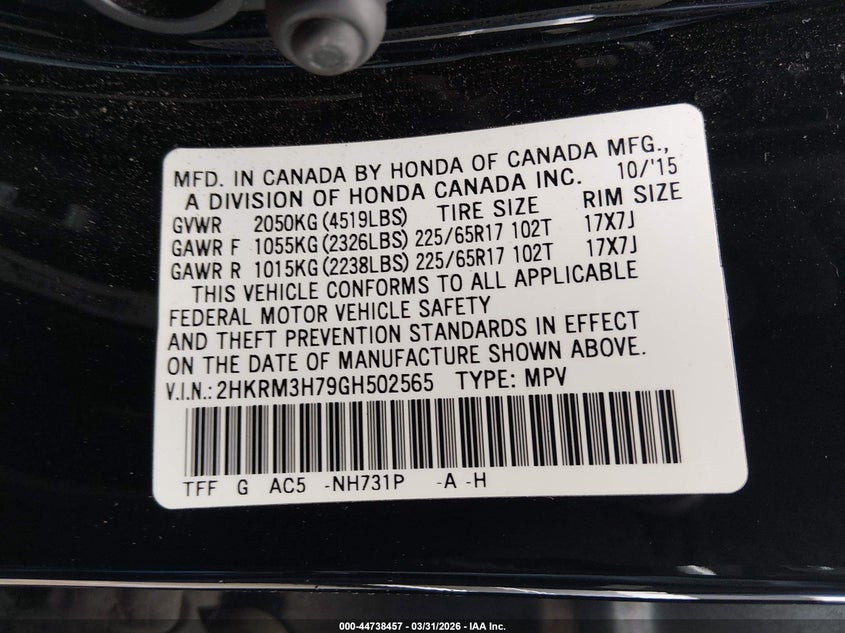 MFD. IN CANADA BY HONDA OF CANADA MFG.,
A DIVISION OF HONDA CANADA INC. 10/'15
GVWR 2050KG(4519LBS) TIRE SIZE RIM SIZE
GAWR F 1055KG(2326LBS) 225/65R17 102T 17X7J
GAWR R 1015KG(2238LBS) 225/65R17 102T 17X7J
THIS VEHICLE CONFORMS TO ALL APPLICABLE
FEDERAL MOTOR VEHICLE SAFETY
AND THEFT PREVENTION STANDARDS IN EFFECT
ON THE DATE OF MANUFACTURE SHOWN ABOVE.
V.I.N.: 2HKRM3H79GH502565 TYPE: MPV
TFF G AC5 -NH731P -A -H
000-44738457 - 03/31/2026 - IAA Inc.